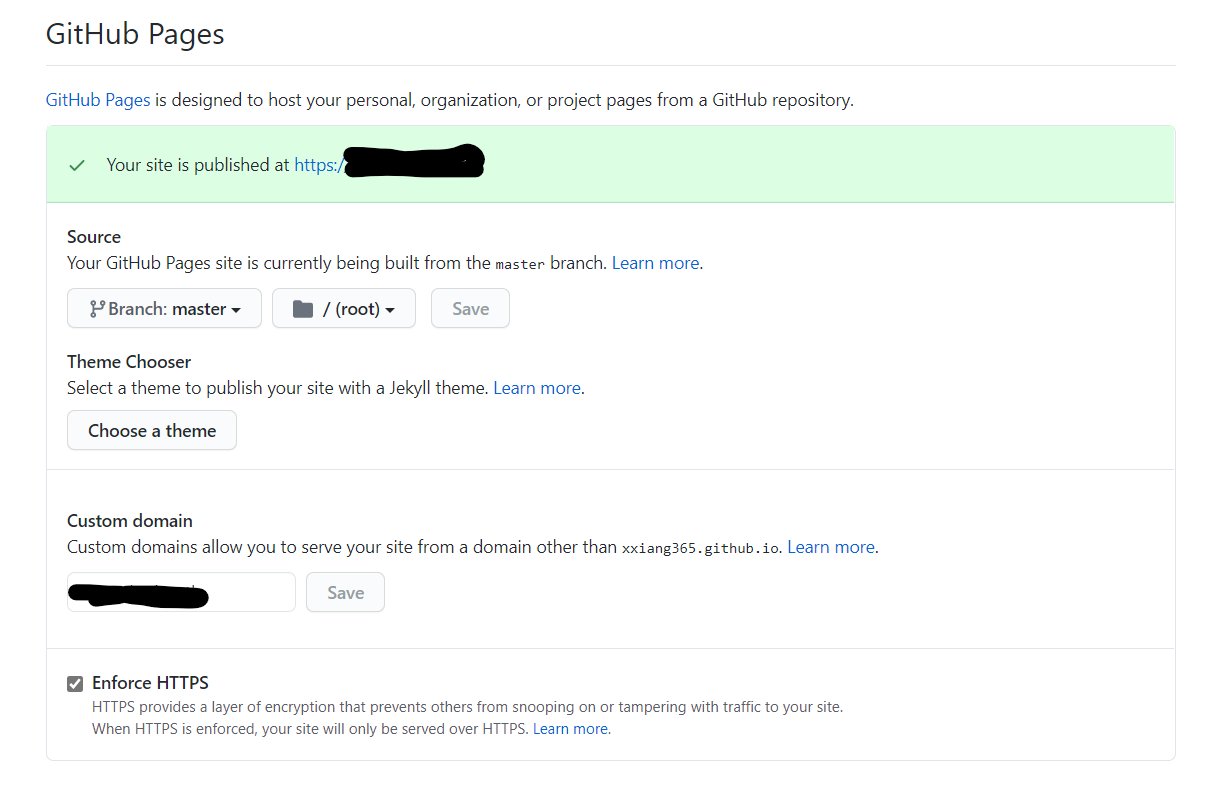 GitHub Pages
GitHub Pages is designed to host your personal, organization, or project pages from a GitHub repository.
Your site is published at https:/
Source
Your GitHub Pages site is currently being built from the master branch. Learn more.
Branch: master / (root) Save
Theme Chooser
Select a theme to publish your site with a Jekyll theme. Learn more.
Choose a theme
Custom domain
Custom domains allow you to serve your site from a domain other than xxiang365.github.io. Learn more.
Save
Enforce HTTPS
HTTPS provides a layer of encryption that prevents others from snooping on or tampering with traffic to your site.
When HTTPS is enforced, your site will only be served over HTTPS. Learn more.